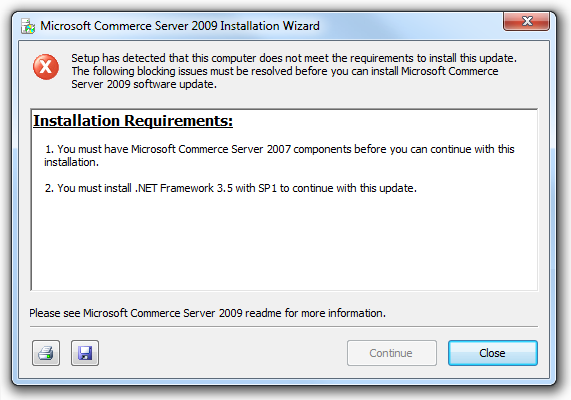 Microsoft Commerce Server 2009 Installation Wizard
Setup has detected that this computer does not meet the requirements to install this update.
The following blocking issues must be resolved before you can install Microsoft Commerce
Server 2009 software update.
Installation Requirements:
1. You must have Microsoft Commerce Server 2007 components before you can continue with this
installation.
2. You must install .NET Framework 3.5 with SP1 to continue with this update.
Please see Microsoft Commerce Server 2009 readme for more information.
Continue
Close